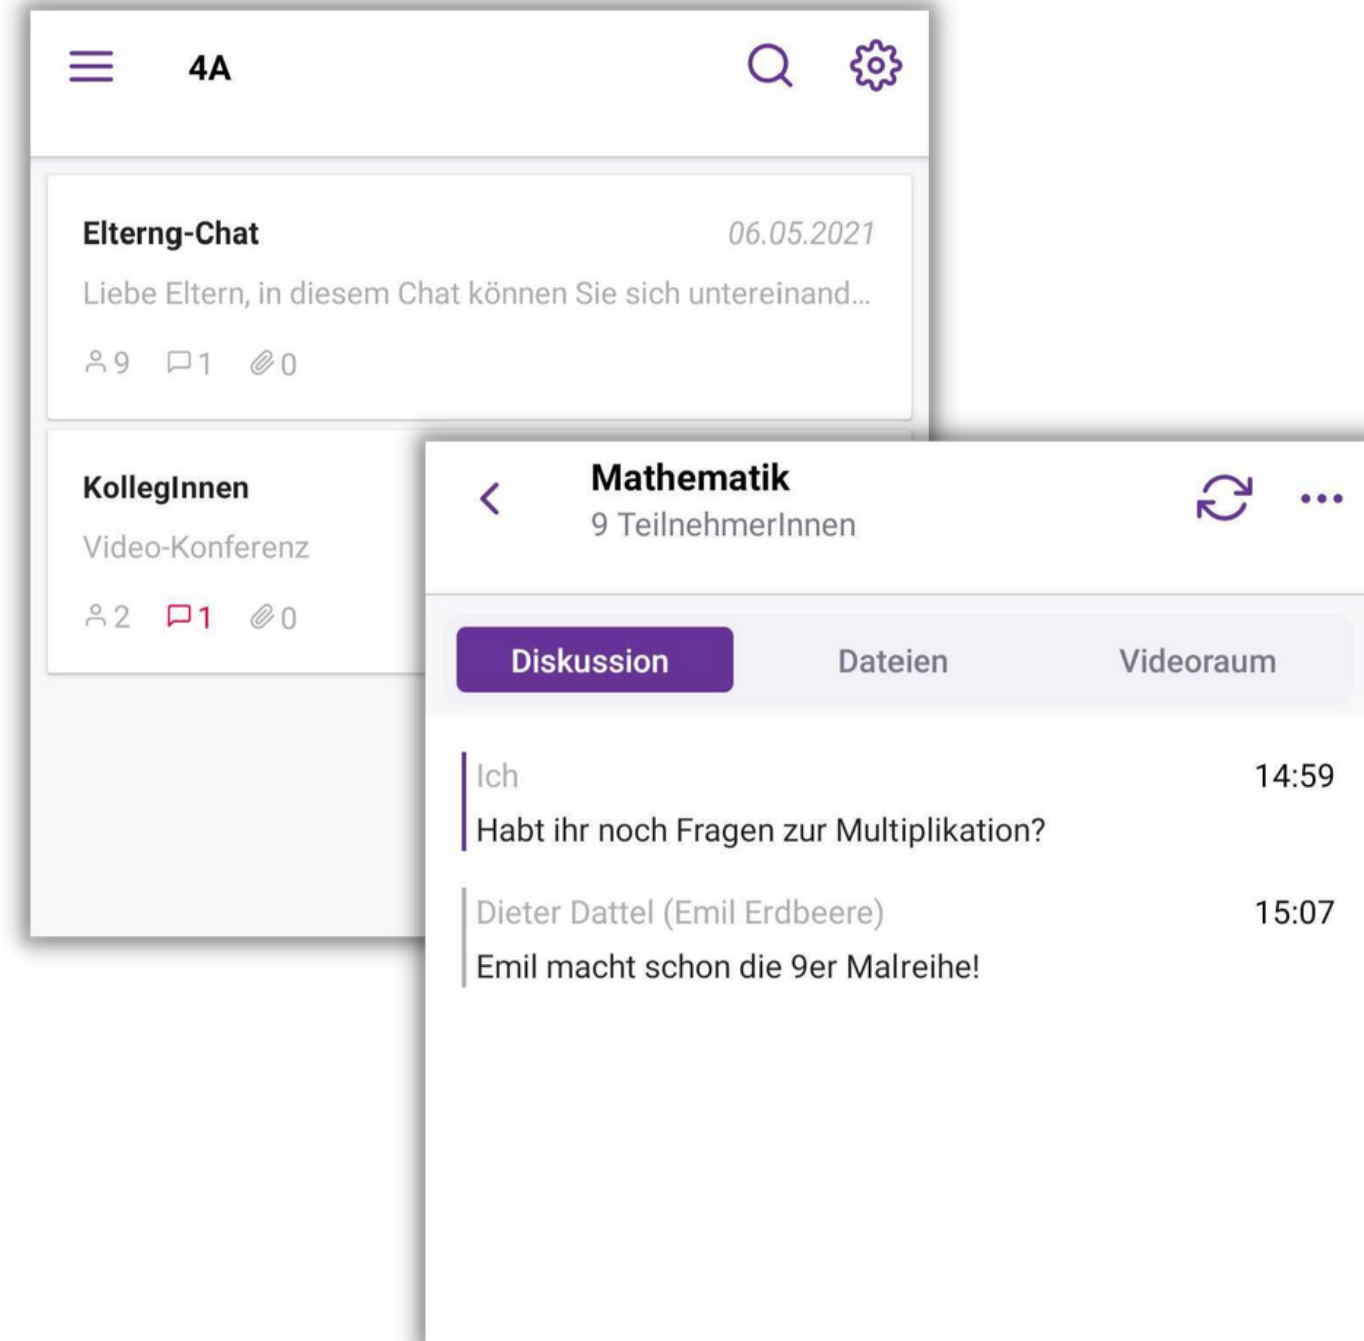 4A
Elterng-Chat 06.05.2021
Liebe Eltern, in diesem Chat können Sie sich untereinand...
9 1 0
KollegInnen
Video-Konferenz
2 1 0
Mathematik
9 TeilnehmerInnen
Diskussion Dateien Videoraum
Ich 14:59
Habt ihr noch Fragen zur Multiplikation?
Dieter Dattel (Emil Erdbeere) 15:07
Emil macht schon die 9er Malreihe!